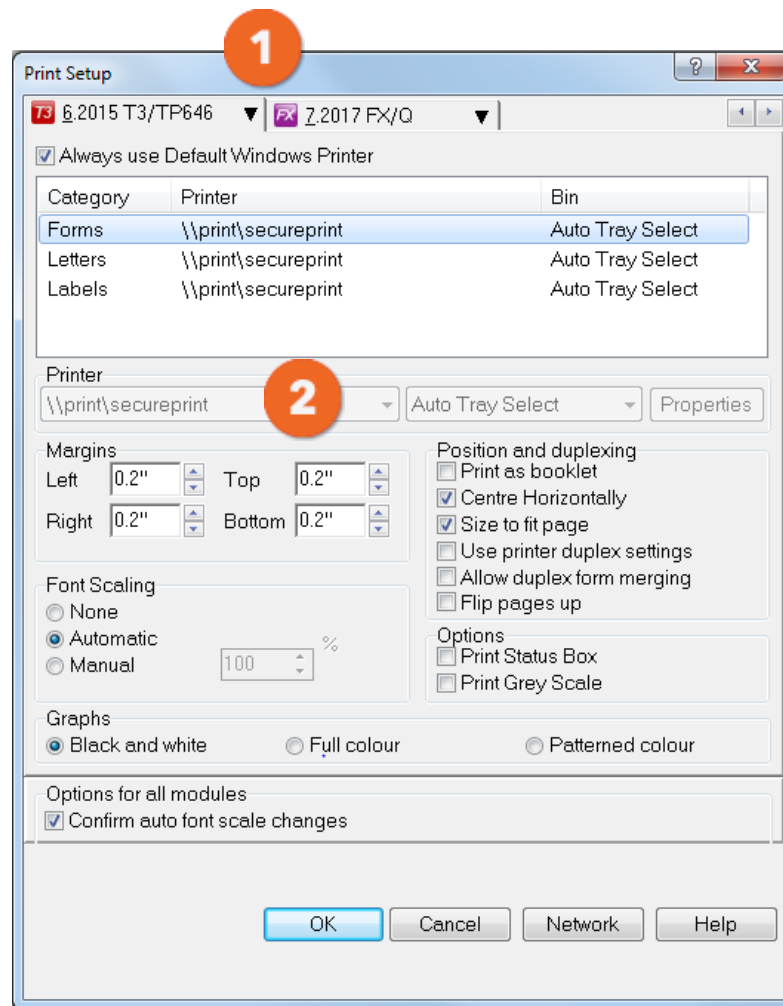 1
Print Setup
T3 6.2015 T3/TP646 FX 7.2017 FX/Q
Always use Default Windows Printer
Category Printer Bin
Forms \\print\secureprint Auto Tray Select
Letters \\print\secureprint Auto Tray Select
Labels \\print\secureprint Auto Tray Select
Printer
\\print\secureprint 2 Auto Tray Select Properties
Margins
Left 0.2" Top 0.2"
Right 0.2" Bottom 0.2"
Position and duplexing
Print as booklet
Centre Horizontally
Size to fit page
Use printer duplex settings
Allow duplex form merging
Flip pages up
Font Scaling
None
Automatic
Manual 100 %
Options
Print Status Box
Print Grey Scale
Graphs
Black and white Full colour Patterned colour
Options for all modules
Confirm auto font scale changes
OK Cancel Network Help